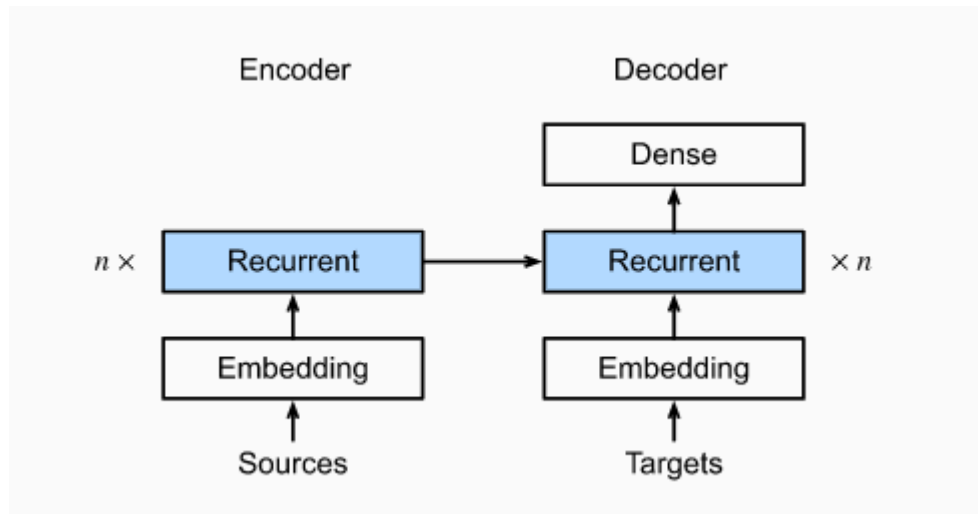 Encoder
Decoder
Dense
n ×
Recurrent
Recurrent
× n
Embedding
Embedding
Sources
Targets